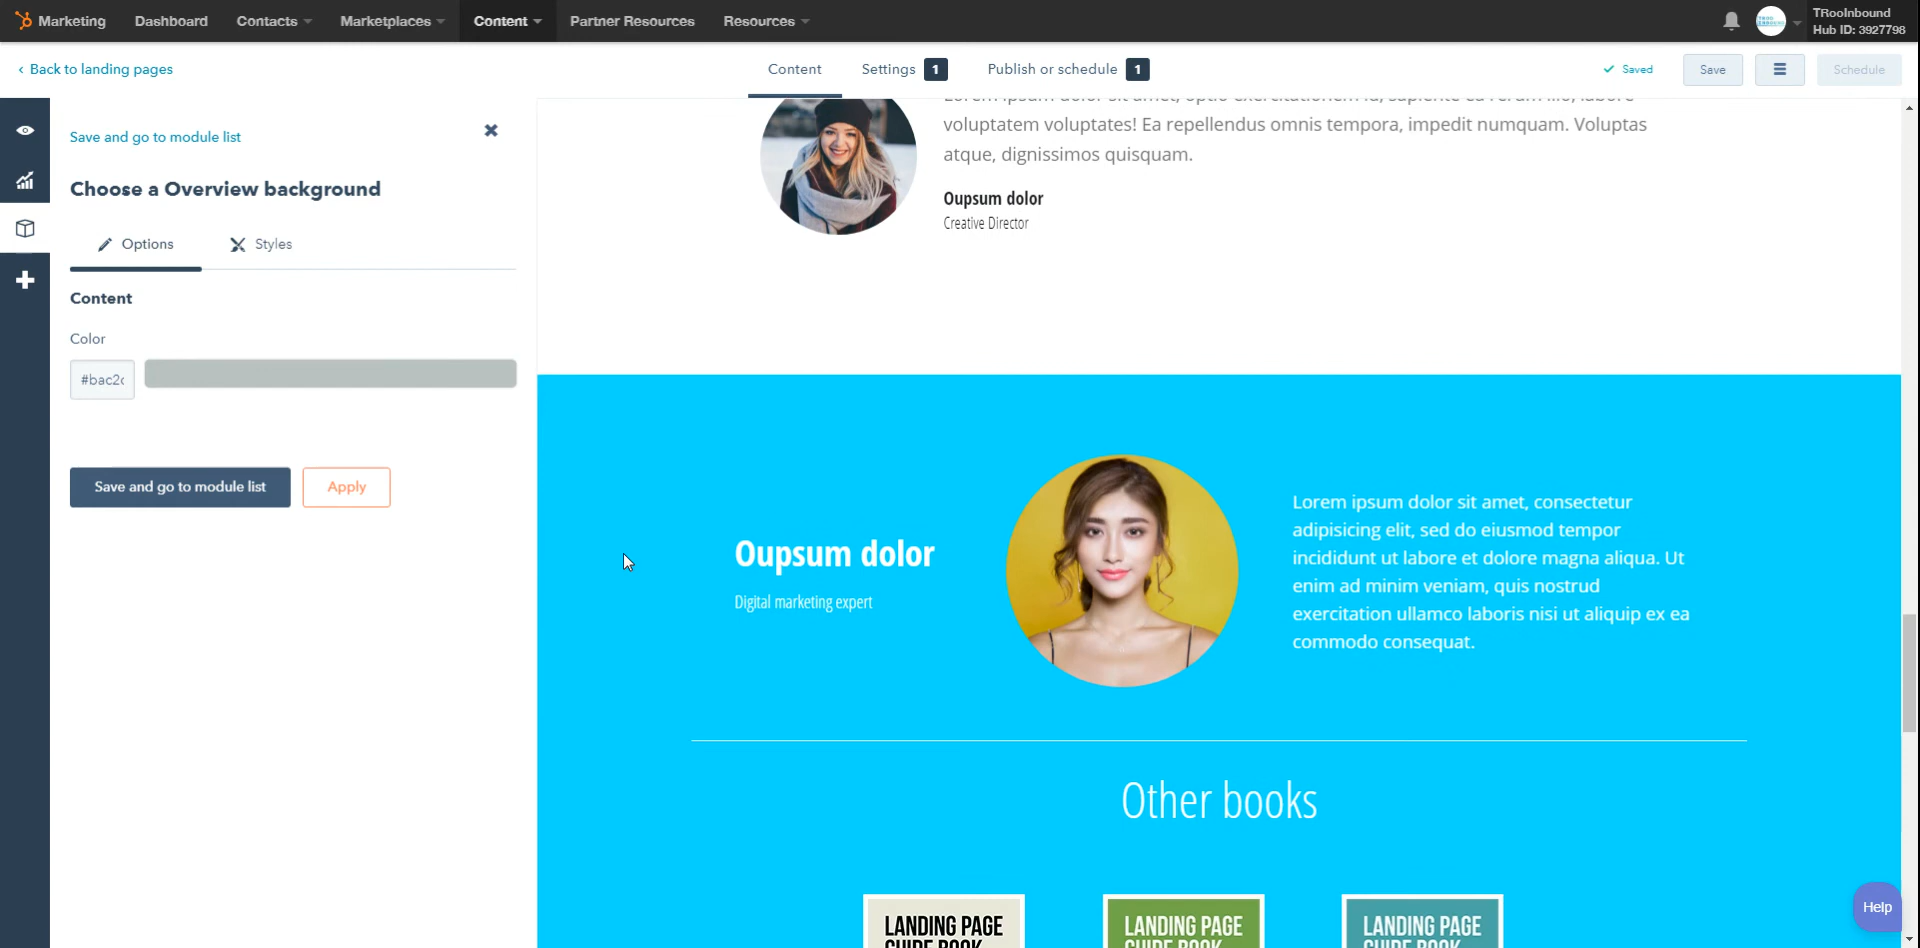 Marketing Dashboard Contacts Marketplaces Content Partner Resources Resources
TRooInbound
Hub ID: 3927798
‹ Back to landing pages
Content Settings 1 Publish or schedule 1
Saved Save Schedule
Save and go to module list
Choose a Overview background
Options Styles
Content
Color
#bac2c
Save and go to module list Apply
Lorem ipsum dolor sit amet, optio exercitationem id, sapiente ea rerum illo, labore
voluptatem voluptates! Ea repellendus omnis tempora, impedit numquam. Voluptas
atque, dignissimos quisquam.
Oupsum dolor
Creative Director
Oupsum dolor
Digital marketing expert
Lorem ipsum dolor sit amet, consectetur
adipisicing elit, sed do eiusmod tempor
incididunt ut labore et dolore magna aliqua. Ut
enim ad minim veniam, quis nostrud
exercitation ullamco laboris nisi ut aliquip ex ea
commodo consequat.
Other books
LANDING PAGE
GUIDE BOOK
LANDING PAGE
GUIDE BOOK
LANDING PAGE
GUIDE BOOK
Help